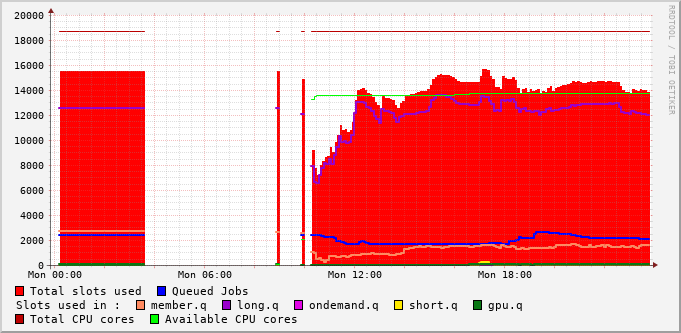 20000
18000
16000
14000
12000
10000
8000
6000
4000
2000
0
Mon 00:00 Mon 06:00 Mon 12:00 Mon 18:00
Total slots used Queued Jobs
Slots used in : member.q long.q ondemand.q short.q gpu.q
Total CPU cores Available CPU cores
RRDTOOL / TOBI OETIKER